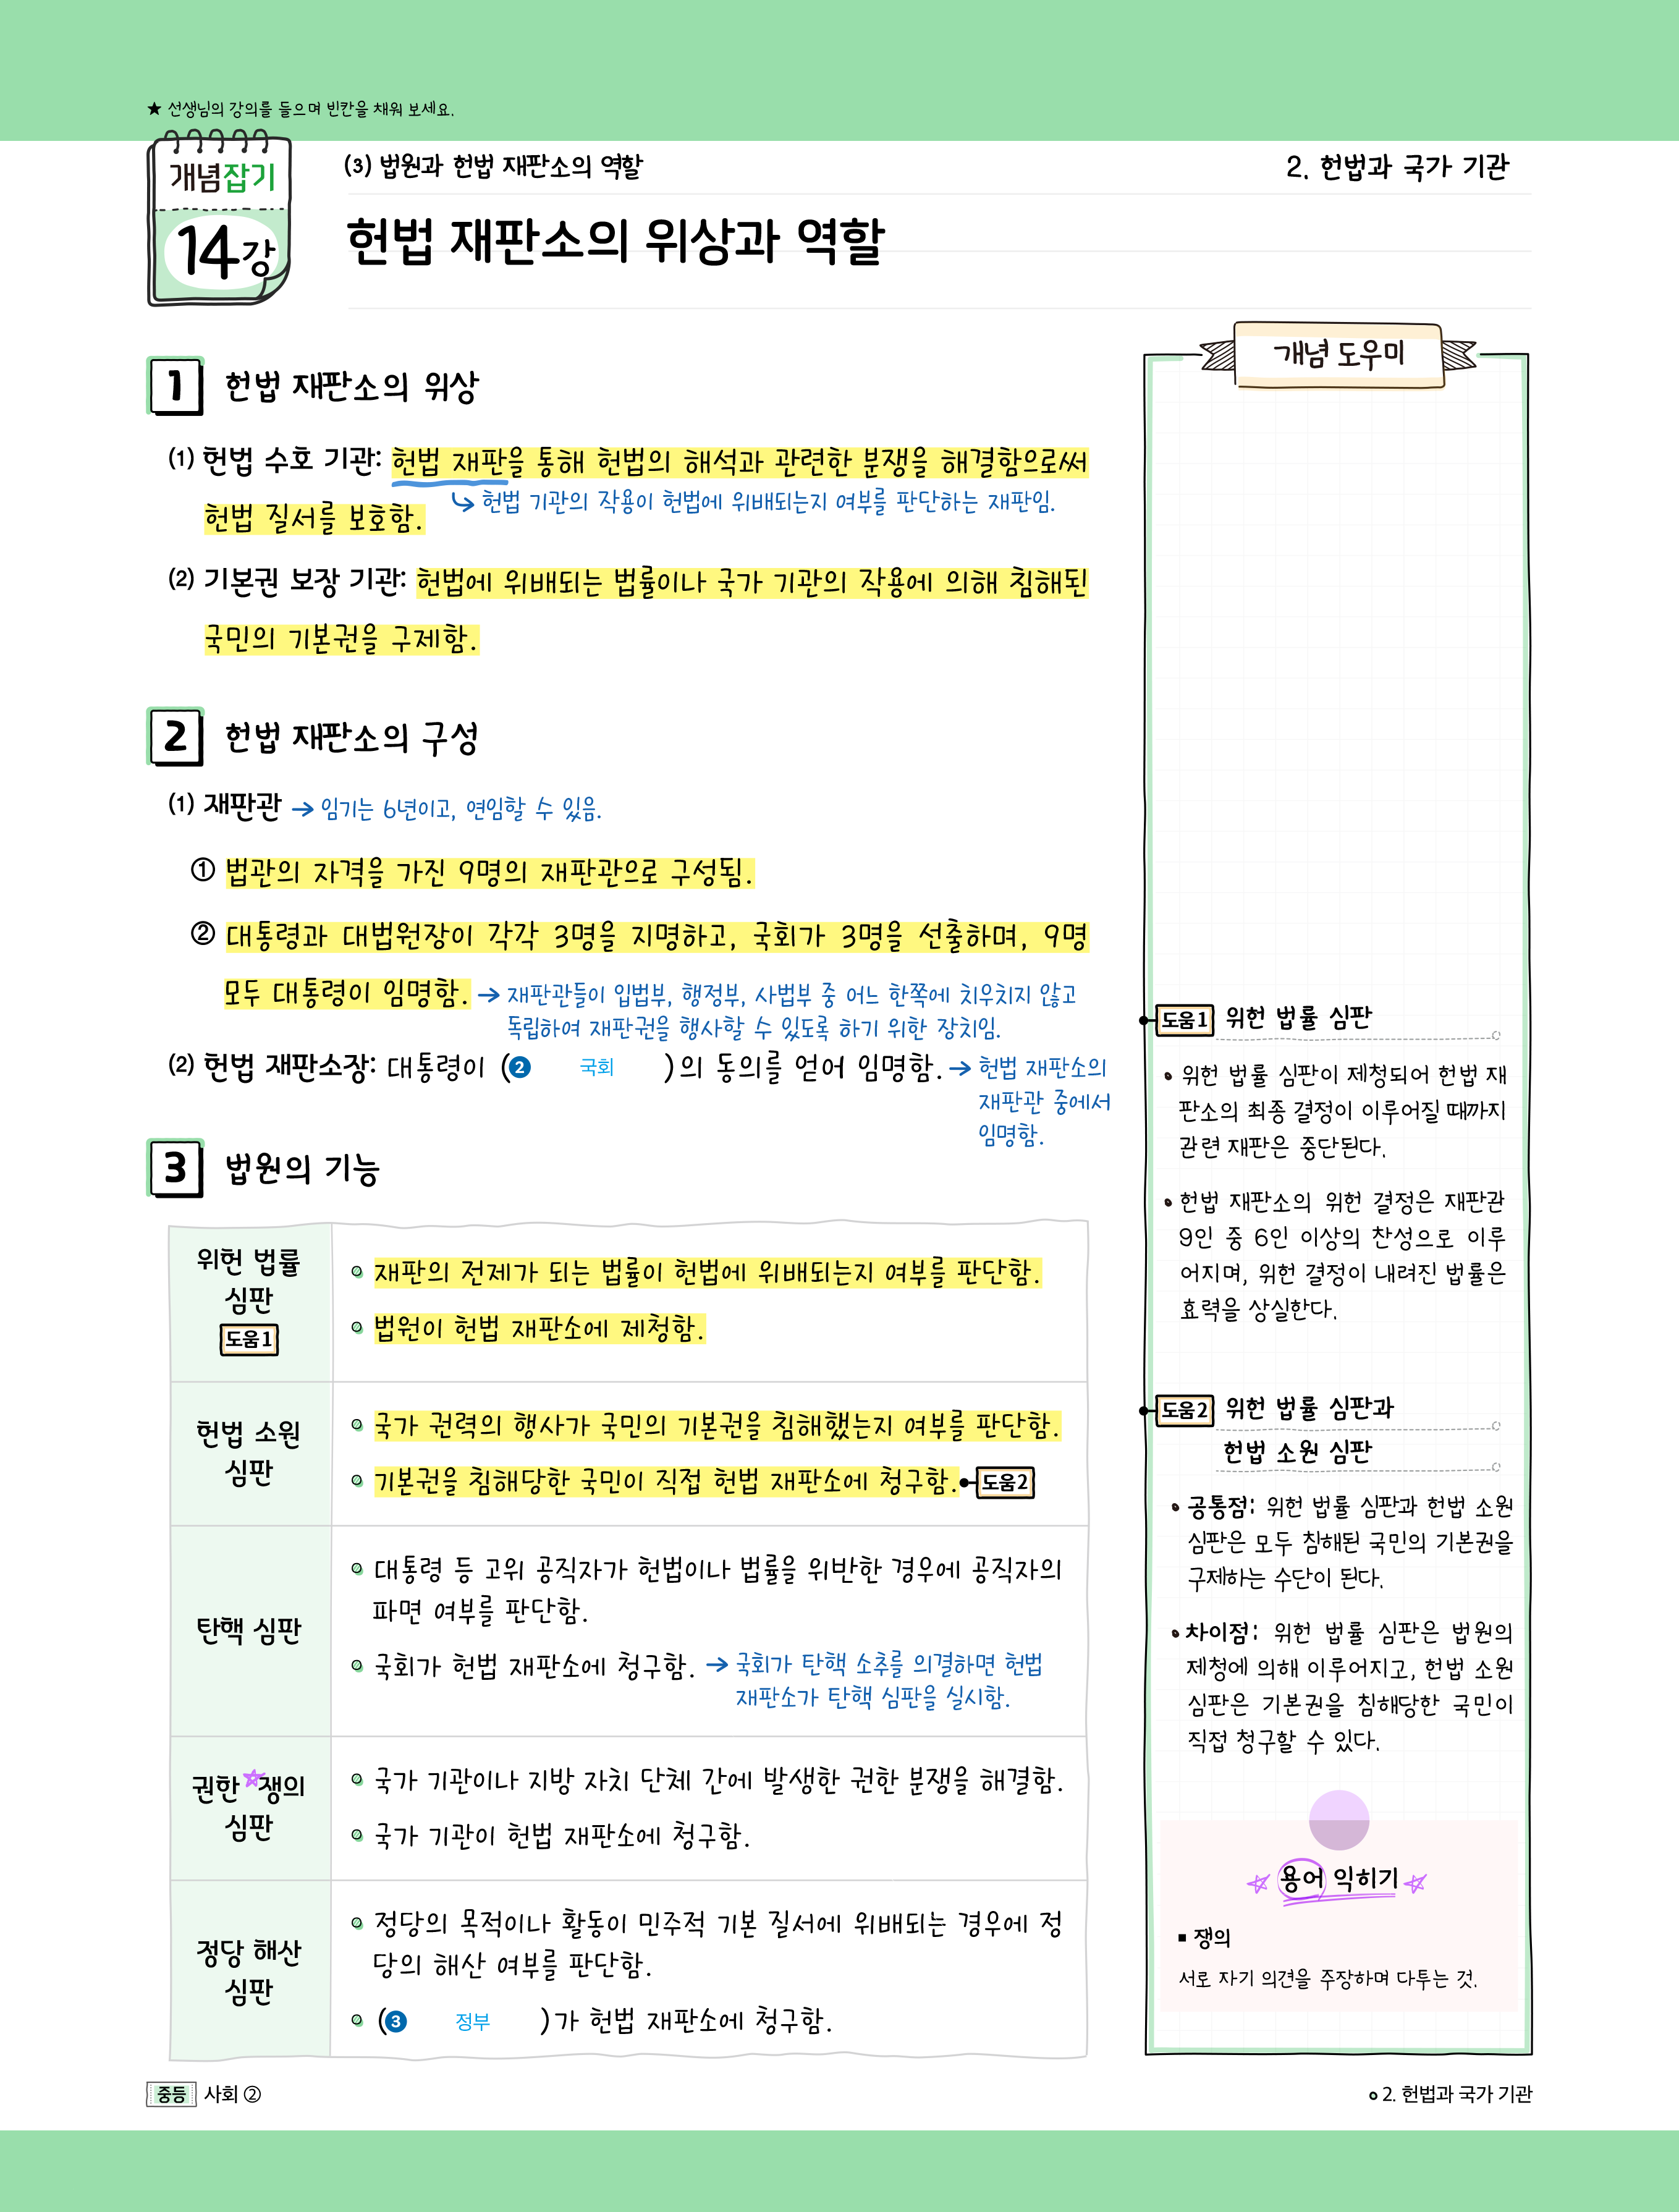 ★ 선생님의 강의를 들으며 빈칸을 채워 보세요.
개념잡기
14강
(3) 법원과 헌법 재판소의 역할
2. 헌법과 국가 기관
헌법 재판소의 위상과 역할
1 헌법 재판소의 위상
(1) 헌법 수호 기관: 헌법 재판을 통해 헌법의 해석과 관련한 분쟁을 해결함으로써
↳ 헌법 기관의 작용이 헌법에 위배되는지 여부를 판단하는 재판임.
헌법 질서를 보호함.
(2) 기본권 보장 기관: 헌법에 위배되는 법률이나 국가 기관의 작용에 의해 침해된
국민의 기본권을 구제함.
2 헌법 재판소의 구성
(1) 재판관 → 임기는 6년이고, 연임할 수 있음.
① 법관의 자격을 가진 9명의 재판관으로 구성됨.
② 대통령과 대법원장이 각각 3명을 지명하고, 국회가 3명을 선출하며, 9명
모두 대통령이 임명함. → 재판관들이 입법부, 행정부, 사법부 중 어느 한쪽에 치우치지 않고
독립하여 재판권을 행사할 수 있도록 하기 위한 장치임.
(2) 헌법 재판소장: 대통령이 (2 국회 )의 동의를 얻어 임명함. → 헌법 재판소의
재판관 중에서
임명함.
3 법원의 기능
위헌 법률
심판
도움1
재판의 전제가 되는 법률이 헌법에 위배되는지 여부를 판단함.
법원이 헌법 재판소에 제청함.
헌법 소원
심판
국가 권력의 행사가 국민의 기본권을 침해했는지 여부를 판단함.
기본권을 침해당한 국민이 직접 헌법 재판소에 청구함. 도움2
탄핵 심판
대통령 등 고위 공직자가 헌법이나 법률을 위반한 경우에 공직자의
파면 여부를 판단함.
국회가 헌법 재판소에 청구함. → 국회가 탄핵 소추를 의결하면 헌법
재판소가 탄핵 심판을 실시함.
권한 쟁의
심판
국가 기관이나 지방 자치 단체 간에 발생한 권한 분쟁을 해결함.
국가 기관이 헌법 재판소에 청구함.
정당 해산
심판
정당의 목적이나 활동이 민주적 기본 질서에 위배되는 경우에 정
당의 해산 여부를 판단함.
(3 정부 )가 헌법 재판소에 청구함.
개념 도우미
도움1 위헌 법률 심판
• 위헌 법률 심판이 제청되어 헌법 재
판소의 최종 결정이 이루어질 때까지
관련 재판은 중단된다.
• 헌법 재판소의 위헌 결정은 재판관
9인 중 6인 이상의 찬성으로 이루
어지며, 위헌 결정이 내려진 법률은
효력을 상실한다.
도움2 위헌 법률 심판과
헌법 소원 심판
• 공통점: 위헌 법률 심판과 헌법 소원
심판은 모두 침해된 국민의 기본권을
구제하는 수단이 된다.
• 차이점: 위헌 법률 심판은 법원의
제청에 의해 이루어지고, 헌법 소원
심판은 기본권을 침해당한 국민이
직접 청구할 수 있다.
용어 익히기
■ 쟁의
서로 자기 의견을 주장하며 다투는 것.
중등 사회 ②
2. 헌법과 국가 기관